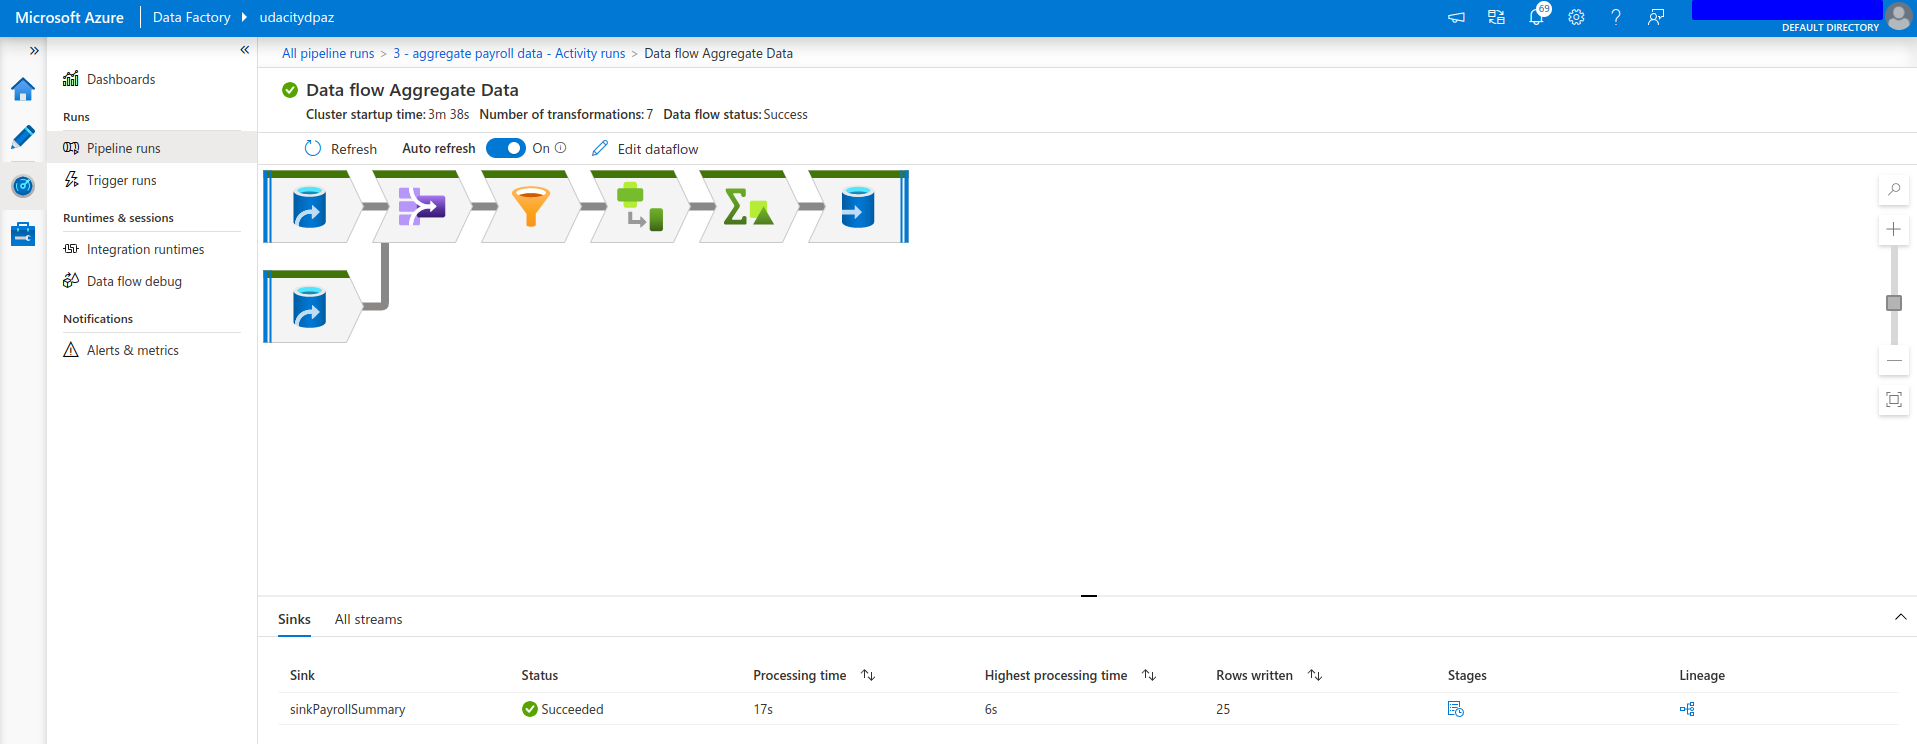 Microsoft Azure
Data Factory
udacitydpaz
69
DEFAULT DIRECTORY
»
«
Dashboards
Runs
Pipeline runs
Trigger runs
Runtimes & sessions
Integration runtimes
Data flow debug
Notifications
Alerts & metrics
All pipeline runs > 3 - aggregate payroll data - Activity runs > Data flow Aggregate Data
Data flow Aggregate Data
Cluster startup time: 3m 38s Number of transformations: 7 Data flow status: Success
Refresh Auto refresh On Edit dataflow
Sinks All streams
Sink Status Processing time Highest processing time Rows written Stages Lineage
sinkPayrollSummary Succeeded 17s 6s 25